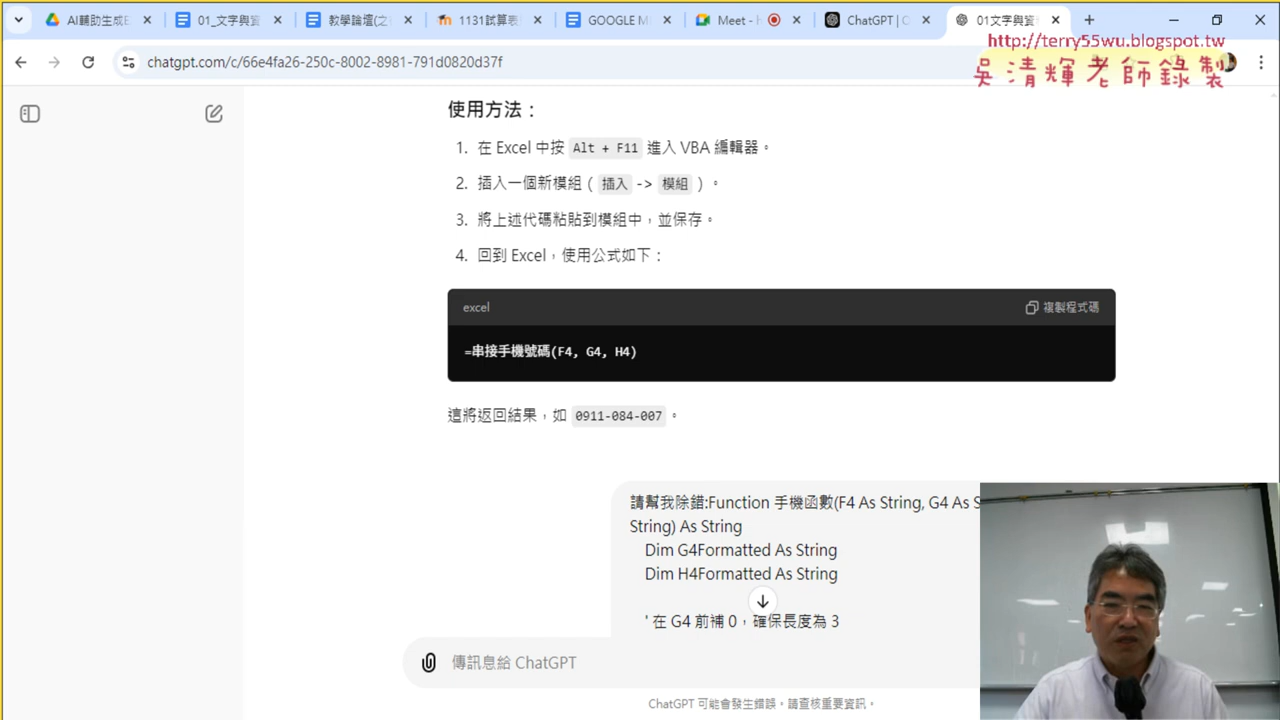 AI輔助生成E
01_文字與資
教學論壇(之
1131試算表
GOOGLE M
Meet -
ChatGPT | C
01文字與資
http://terry55wu.blogspot.tw
吳清輝老師錄製
chatgpt.com/c/66e4fa26-250c-8002-8981-791d0820d37f
使用方法：
1. 在 Excel 中按 Alt + F11 進入 VBA 編輯器。
2. 插入一個新模組（ 插入 -> 模組 ）。
3. 將上述代碼粘貼到模組中，並保存。
4. 回到 Excel，使用公式如下：
excel
複製程式碼
=串接手機號碼(F4, G4, H4)
這將返回結果，如 0911-084-007 。
請幫我除錯:Function 手機函數(F4 As String, G4 As S
String) As String
Dim G4Formatted As String
Dim H4Formatted As String
' 在 G4 前補 0，確保長度為 3
傳訊息給 ChatGPT
ChatGPT 可能會發生錯誤。請查核重要資訊。